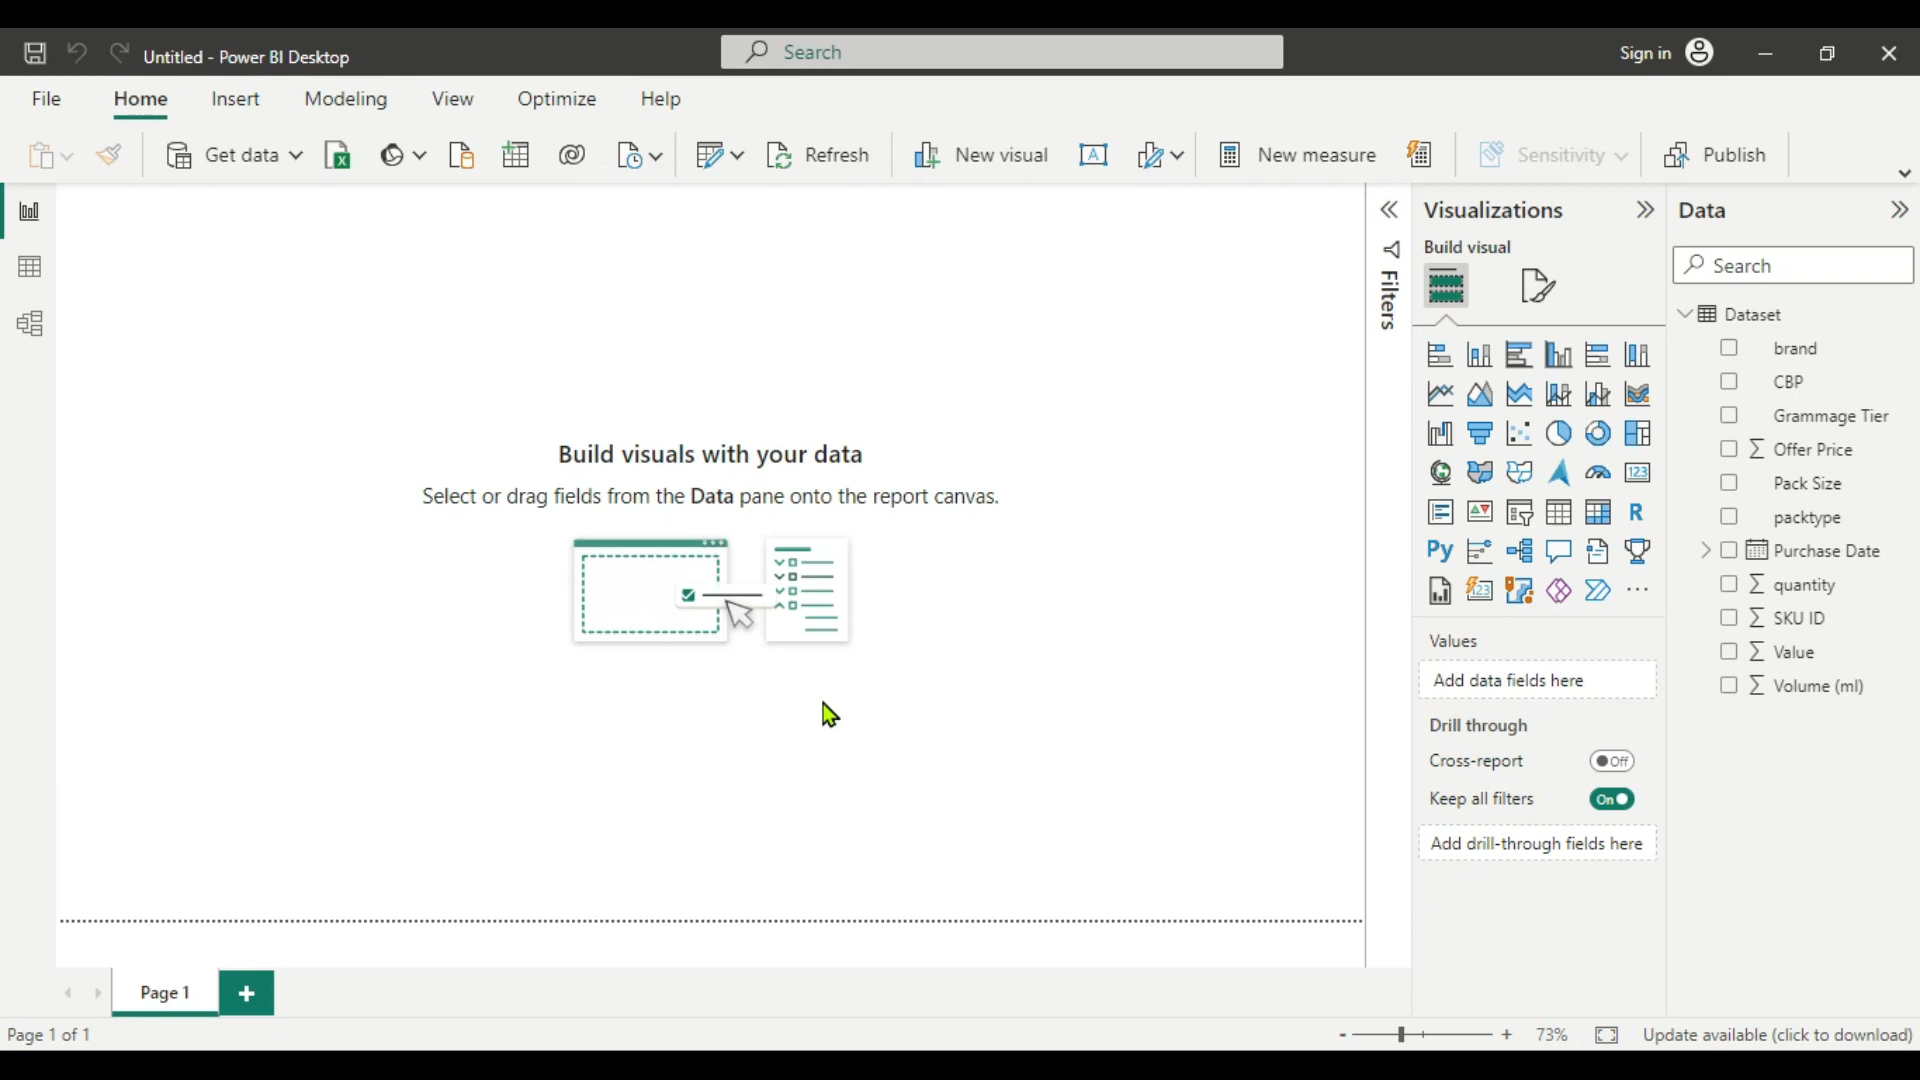 Untitled - Power BI Desktop
Search
Sign in
File
Home
Insert
Modeling
View
Optimize
Help
Get data
Refresh
New visual
New measure
Sensitivity
Publish
Build visuals with your data
Select or drag fields from the Data pane onto the report canvas.
Filters
Visualizations
Build visual
R
Py
123
123
Values
Add data fields here
Drill through
Cross-report
Off
Keep all filters
On
Add drill-through fields here
Data
Search
Dataset
brand
CBP
Grammage Tier
∑ Offer Price
Pack Size
packtype
Purchase Date
∑ quantity
∑ SKU ID
∑ Value
∑ Volume (ml)
Page 1
Page 1 of 1
- + 73%
Update available (click to download)